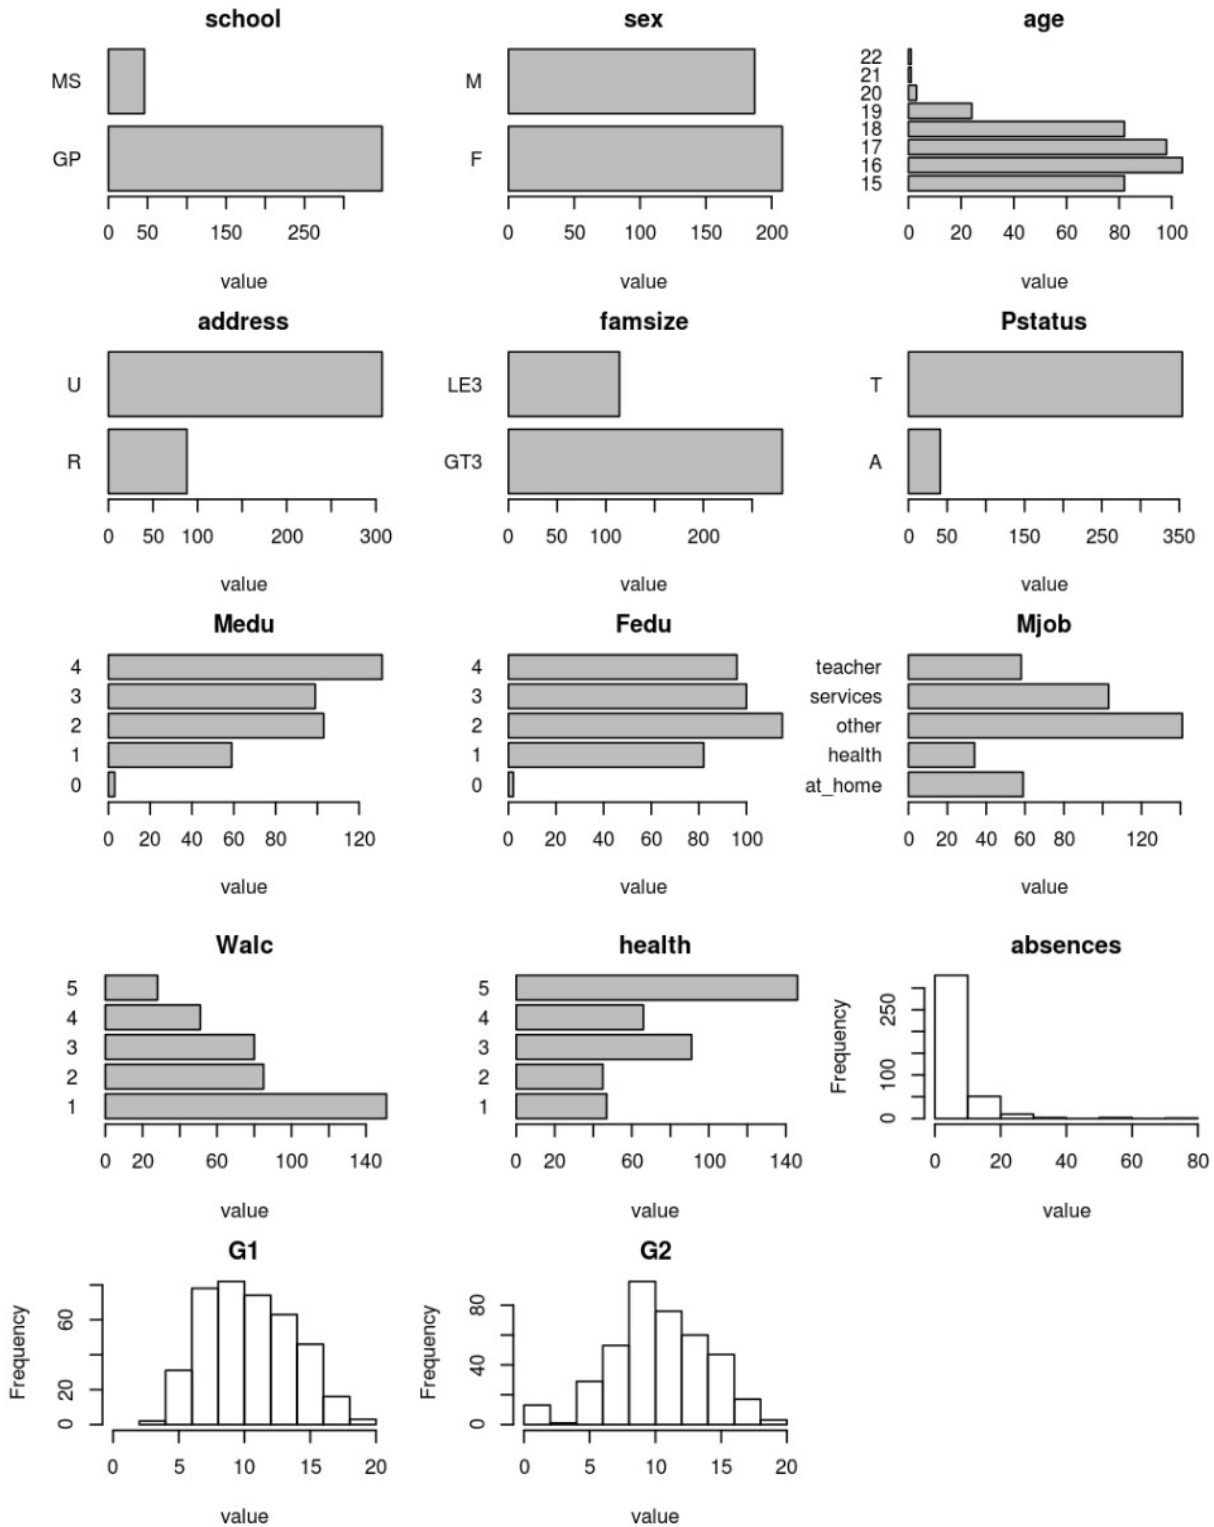 school
sex
age
MS
GP
M
F
22
21
20
19
18
17
16
15
0 50 150 250
0 50 100 150 200
0 20 40 60 80 100
value
value
value
address
famsize
Pstatus
U
R
LE3
GT3
T
A
0 50 100 200 300
0 50 100 200
0 50 150 250 350
value
value
value
Medu
Fedu
Mjob
4
3
2
1
0
4
3
2
1
0
teacher
services
other
health
at_home
0 20 40 60 80 120
0 20 40 60 80 100
0 20 40 60 80 120
value
value
value
Walc
health
absences
5
4
3
2
1
5
4
3
2
1
Frequency
250
100
0
0 20 60 100 140
0 20 60 100 140
0 20 40 60 80
value
value
value
G1
G2
Frequency
60
20
0
Frequency
80
40
0
0 5 10 15 20
0 5 10 15 20
value
value